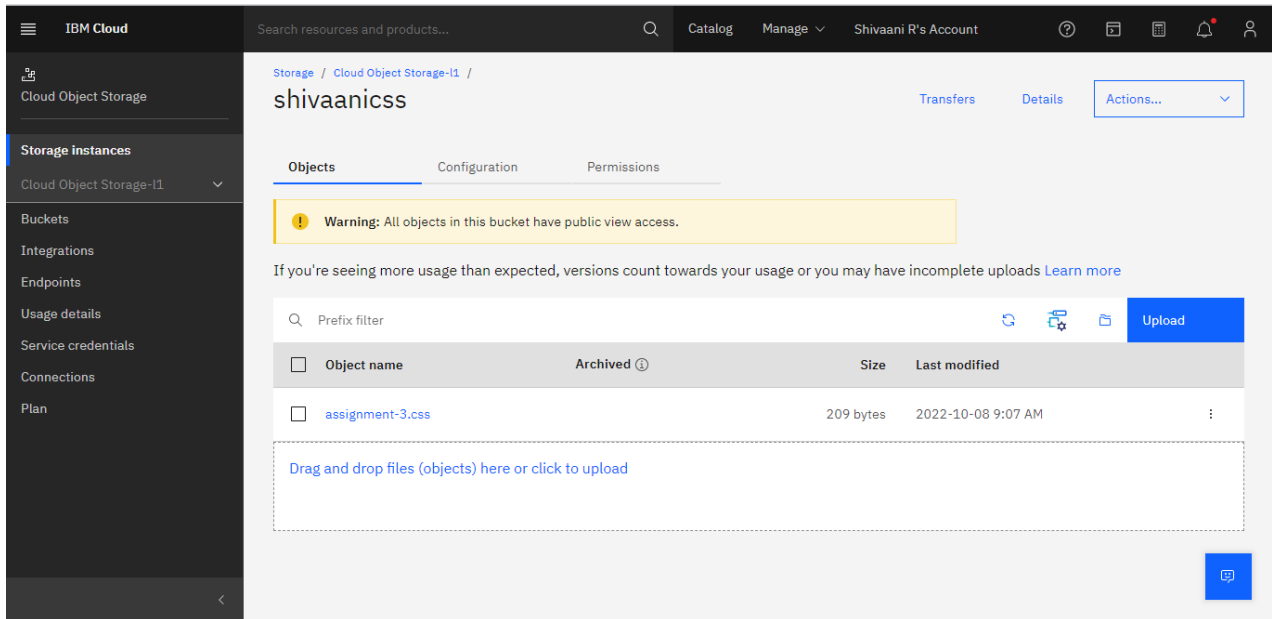 IBM Cloud
Search resources and products...
Catalog
Manage
Shivaani R's Account
Cloud Object Storage
Storage instances
Cloud Object Storage-l1
Buckets
Integrations
Endpoints
Usage details
Service credentials
Connections
Plan
Storage / Cloud Object Storage-l1 /
shivaanicss
Transfers
Details
Actions...
Objects
Configuration
Permissions
Warning: All objects in this bucket have public view access.
If you're seeing more usage than expected, versions count towards your usage or you may have incomplete uploads Learn more
Prefix filter
Upload
Object name
Archived
Size
Last modified
assignment-3.css
209 bytes
2022-10-08 9:07 AM
Drag and drop files (objects) here or click to upload